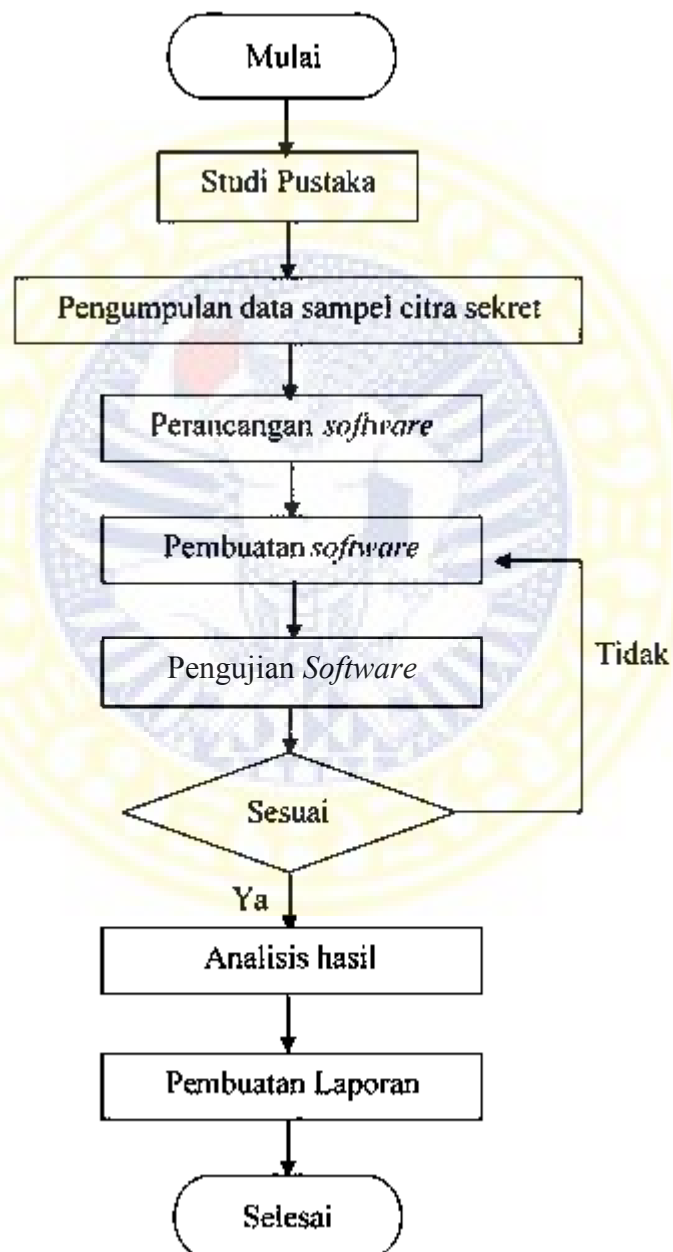 Mulai
Studi Pustaka
Pengumpulan data sampel citra sekret
Perancangan software
Pembuatan software
Pengujian Software
Tidak
Sesuai
Ya
Analisis hasil
Pembuatan Laporan
Selesai